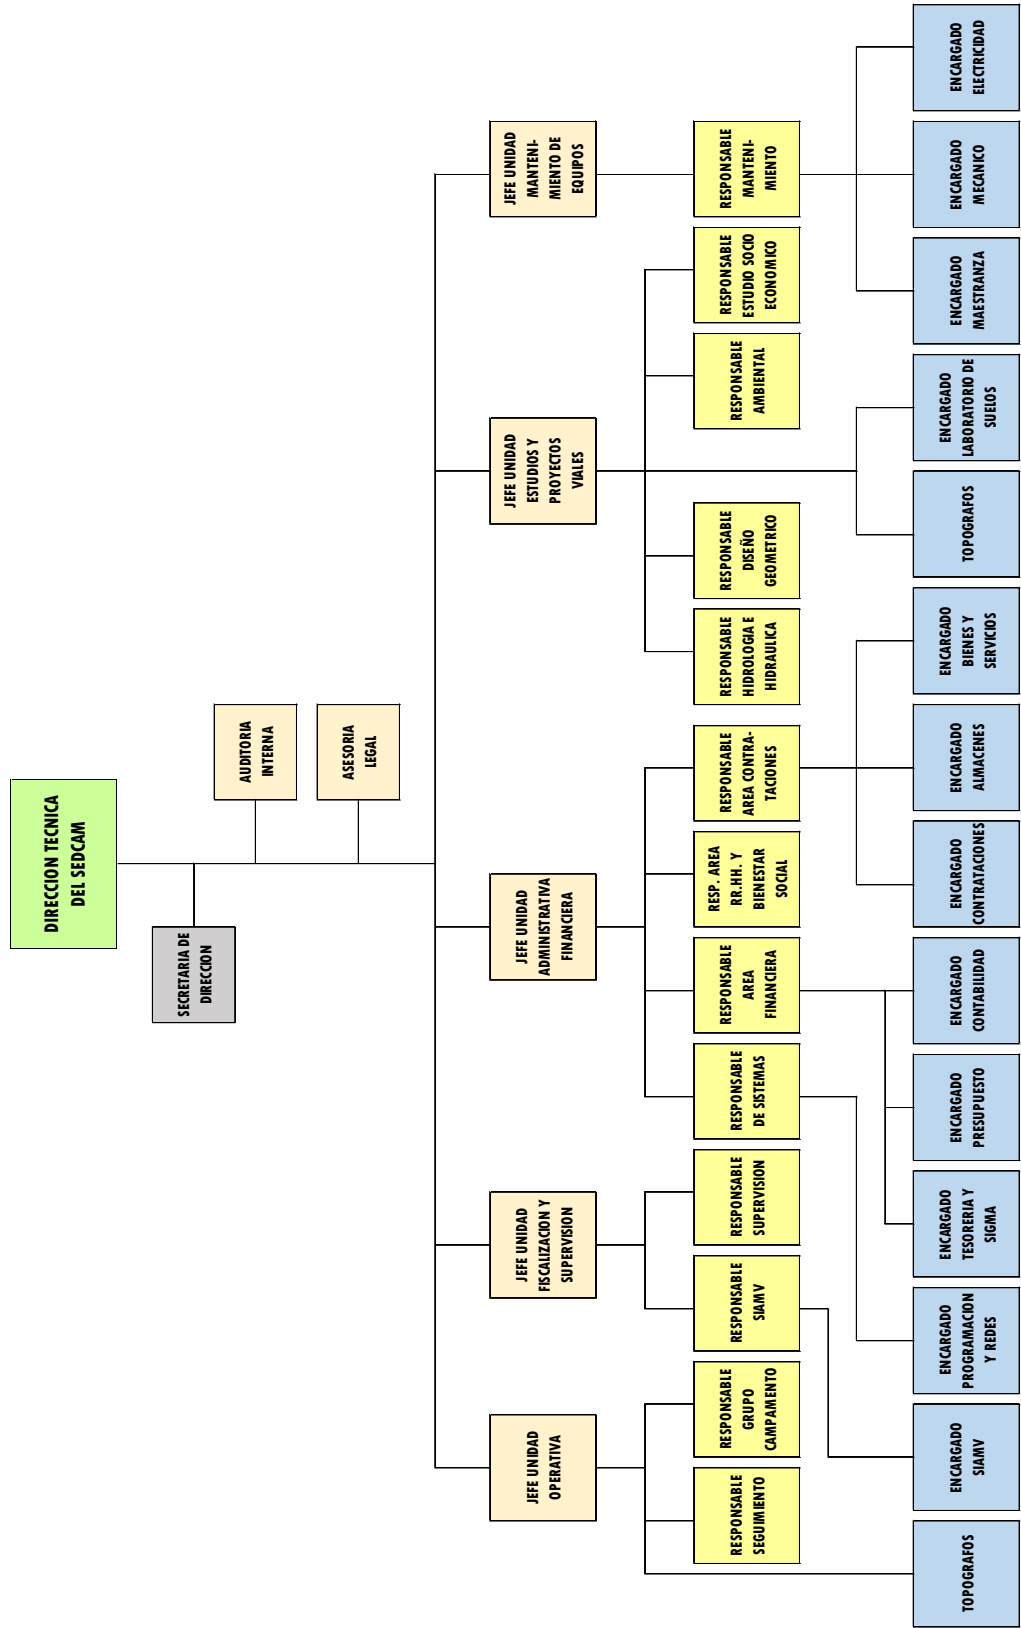 DIRECCION TECNICA
DEL SEDCAM
SECRETARIA DE
DIRECCION
AUDITORIA
INTERNA
ASESORIA
LEGAL
JEFE UNIDAD
OPERATIVA
JEFE UNIDAD
FISCALIZACION Y
SUPERVISION
JEFE UNIDAD
ADMINISTRATIVA
FINANCIERA
JEFE UNIDAD
ESTUDIOS Y
PROYECTOS
VIALES
JEFE UNIDAD
MANTENI-
MIENTO DE
EQUIPOS
RESPONSABLE
SEGUIMIENTO
RESPONSABLE
GRUPO
CAMPAMENTO
RESPONSABLE
SIAMV
RESPONSABLE
SUPERVISION
RESPONSABLE
DE SISTEMAS
RESPONSABLE
AREA
FINANCIERA
RESP. AREA
RR.HH. Y
BIENESTAR
SOCIAL
RESPONSABLE
AREA CONTRA-
TACIONES
RESPONSABLE
HIDROLOGIA E
HIDRAULICA
RESPONSABLE
DISEÑO
GEOMETRICO
RESPONSABLE
AMBIENTAL
RESPONSABLE
ESTUDIO SOCIO
ECONOMICO
RESPONSABLE
MANTENI-
MIENTO
TOPOGRAFOS
ENCARGADO
SIAMV
ENCARGADO
PROGRAMACION
Y REDES
ENCARGADO
TESORERIA Y
SIGMA
ENCARGADO
PRESUPUESTO
ENCARGADO
CONTABILIDAD
ENCARGADO
CONTRATACIONES
ENCARGADO
ALMACENES
ENCARGADO
BIENES Y
SERVICIOS
TOPOGRAFOS
ENCARGADO
LABORATORIO DE
SUELOS
ENCARGADO
MAESTRANZA
ENCARGADO
MECANICO
ENCARGADO
ELECTRICIDAD